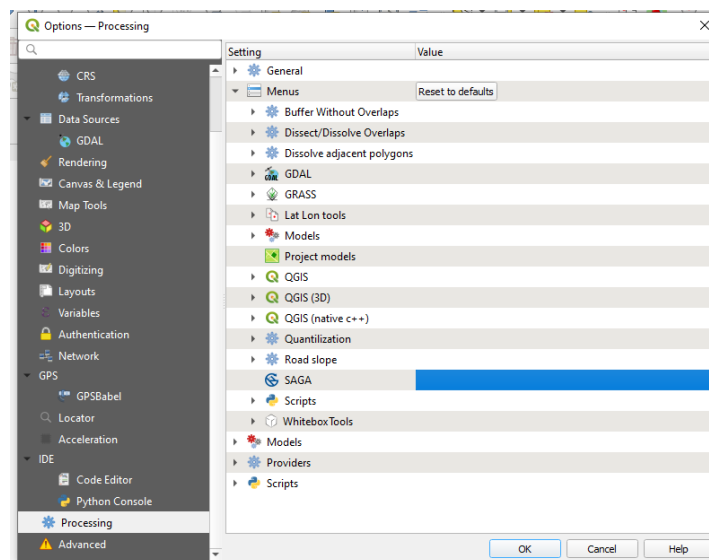 Options — Processing
CRS
Transformations
Data Sources
GDAL
Rendering
Canvas & Legend
Map Tools
3D
Colors
Digitizing
Layouts
Variables
Authentication
Network
GPS
GPSBabel
Locator
Acceleration
IDE
Code Editor
Python Console
Processing
Advanced
Setting Value
General
Menus Reset to defaults
Buffer Without Overlaps
Dissect/Dissolve Overlaps
Dissolve adjacent polygons
GDAL
GRASS
Lat Lon tools
Models
Project models
QGIS
QGIS (3D)
QGIS (native c++)
Quantilization
Road slope
SAGA
Scripts
WhiteboxTools
Models
Providers
Scripts
OK Cancel Help